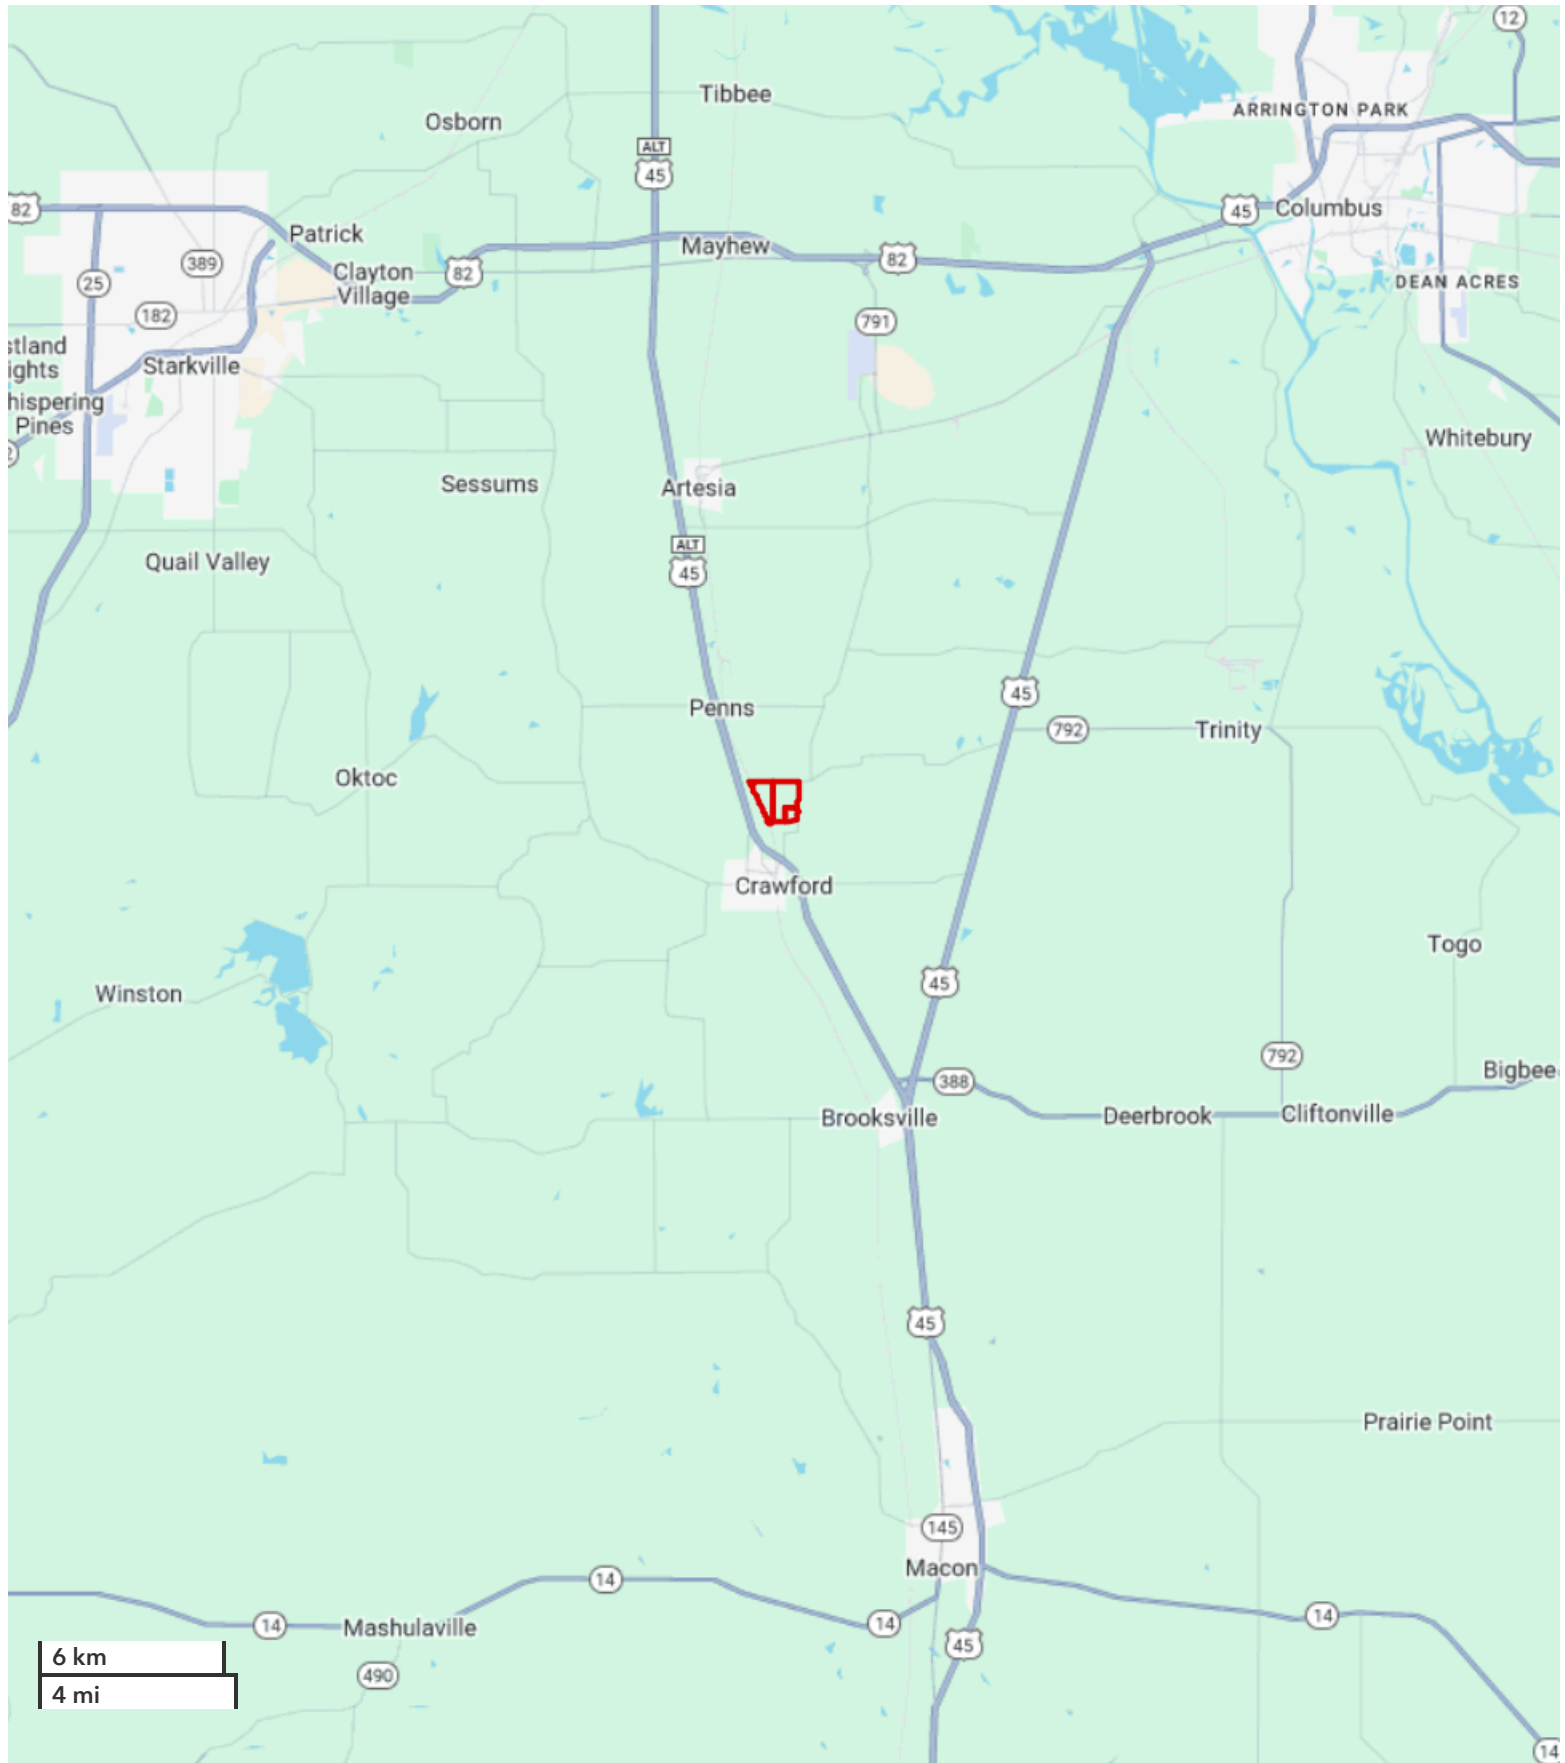 12
Tibbee
ARRINGTON PARK
Osborn
ALT
45
82
45
Columbus
Patrick
Mayhew
389
82
Clayton
Village
82
25
DEAN ACRES
182
791
stland
ights
Starkville
hispering
Pines
Whitebury
2
Sessums
Artesia
ALT
45
Quail Valley
45
Penns
792
Trinity
Oktoc
Crawford
Togo
45
Winston
792
Bigbee
388
Brooksville
Deerbrook
Cliftonville
45
Prairie Point
145
Macon
14
14
14
14
Mashulaville
45
6 km
490
4 mi
14